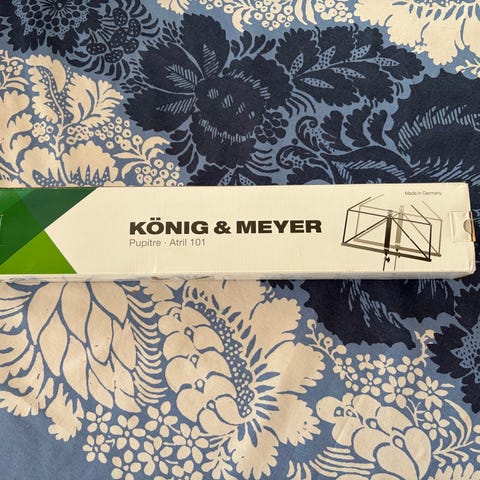 Made in Germany
KÖNIG & MEYER
Pupitre · Atril 101